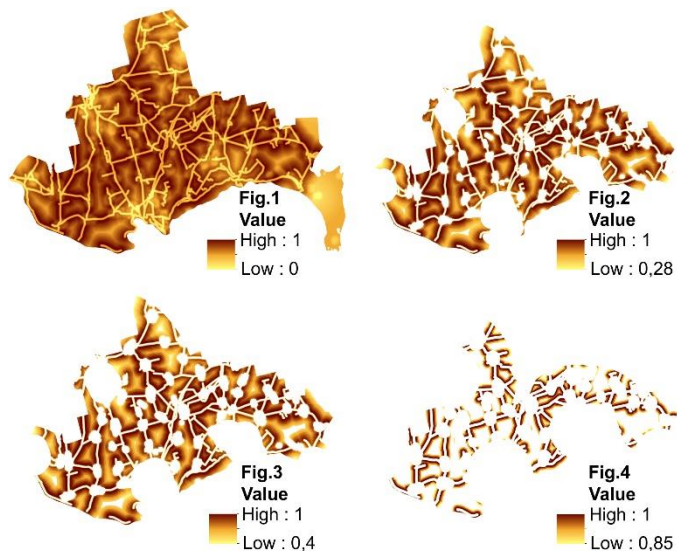 Fig.1
Value
High : 1
Low : 0
Fig.2
Value
High : 1
Low : 0,28
Fig.3
Value
High : 1
Low : 0,4
Fig.4
Value
High : 1
Low : 0,85